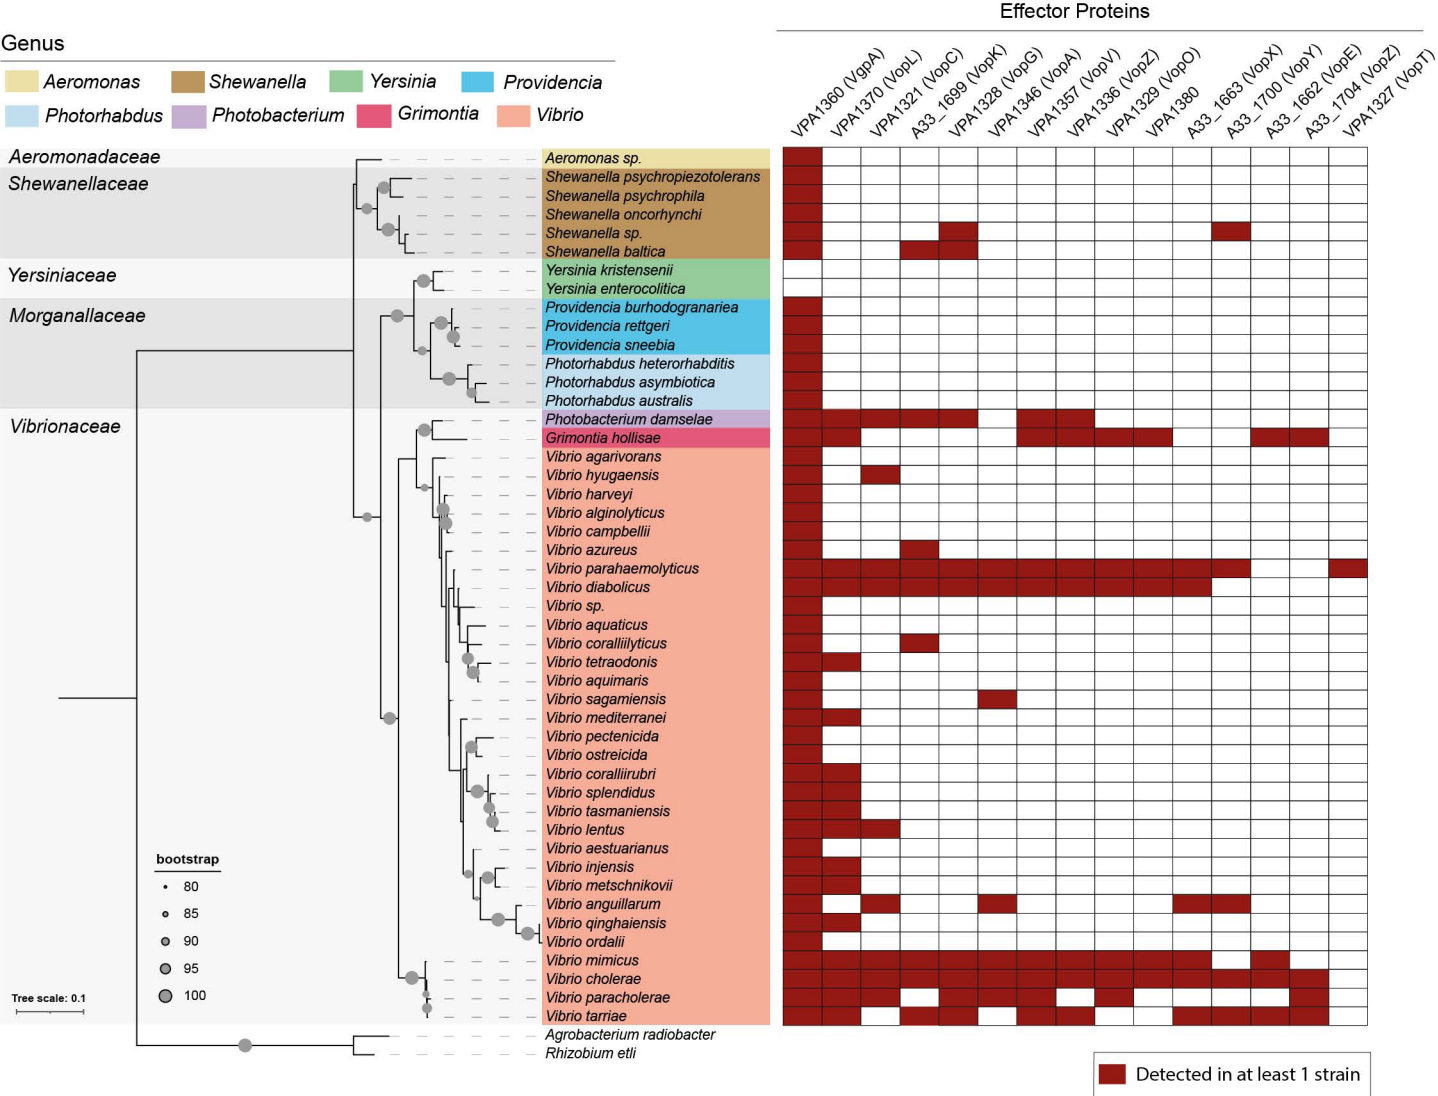 Effector Proteins
Genus
Aeromonas
Shewanella
Yersinia
Providencia
Photorhabdus
Photobacterium
Grimontia
Vibrio
VPA1360 (VgpA)
VPA1370 (VopL)
VPA1321 (VopC)
A33_1699 (VopK)
VPA1328 (VopG)
VPA1346 (VopA)
VPA1357 (VopV)
VPA1336 (VopZ)
VPA1329 (VopO)
VPA1380
A33_1663 (VopX)
A33_1700 (VopY)
A33_1662 (VopE)
A33_1704 (VopZ)
VPA1327 (VopT)
Aeromonadaceae
Shewanellaceae
Yersiniaceae
Morganallaceae
Vibrionaceae
Aeromonas sp.
Shewanella psychropiezotolerans
Shewanella psychrophila
Shewanella oncorhynchi
Shewanella sp.
Shewanella baltica
Yersinia kristensenii
Yersinia enterocolitica
Providencia burhodogranariea
Providencia rettgeri
Providencia sneebia
Photorhabdus heterorhabditis
Photorhabdus asymbiotica
Photorhabdus australis
Photobacterium damselae
Grimontia hollisae
Vibrio agarivorans
Vibrio hyugaensis
Vibrio harveyi
Vibrio alginolyticus
Vibrio campbellii
Vibrio azureus
Vibrio parahaemolyticus
Vibrio diabolicus
Vibrio sp.
Vibrio aquaticus
Vibrio coralliilyticus
Vibrio tetraodonis
Vibrio aquimaris
Vibrio sagamiensis
Vibrio mediterranei
Vibrio pectenicida
Vibrio ostreicida
Vibrio coralliirubri
Vibrio splendidus
Vibrio tasmaniensis
Vibrio lentus
Vibrio aestuarianus
Vibrio injensis
Vibrio metschnikovii
Vibrio anguillarum
Vibrio qinghaiensis
Vibrio ordalii
Vibrio mimicus
Vibrio cholerae
Vibrio paracholerae
Vibrio tarriae
Agrobacterium radiobacter
Rhizobium etli
bootstrap
80
85
90
95
100
Tree scale: 0.1
Detected in at least 1 strain